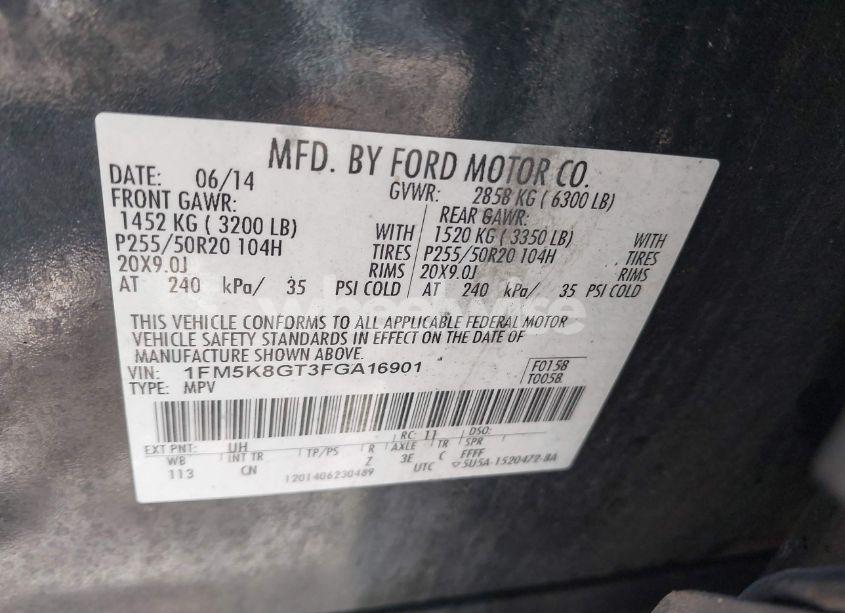 MFD. BY FORD MOTOR CO.
DATE: 06/14 GVWR: 2858 KG ( 6300 LB)
FRONT GAWR: REAR GAWR:
1452 KG ( 3200 LB) WITH 1520 KG ( 3350 LB) WITH
P255/50R20 104H TIRES P255/50R20 104H TIRES
20X9.0J RIMS 20X9.0J RIMS
AT 240 kPa/ 35 PSI COLD AT 240 kPa/ 35 PSI COLD
wheelwise
THIS VEHICLE CONFORMS TO ALL APPLICABLE FEDERAL MOTOR
VEHICLE SAFETY STANDARDS IN EFFECT ON THE DATE OF
MANUFACTURE SHOWN ABOVE.
VIN: 1FM5K8GT3FGA16901 F0158
TYPE: MPV T0058
EXT PNT: UH RC: 11 DSO:
WB INT TR TP/PS R AXLE TR SPR
113 CN Z 3E C FFFF
1201406230489 UTC ▽5U5A-1520472-BA